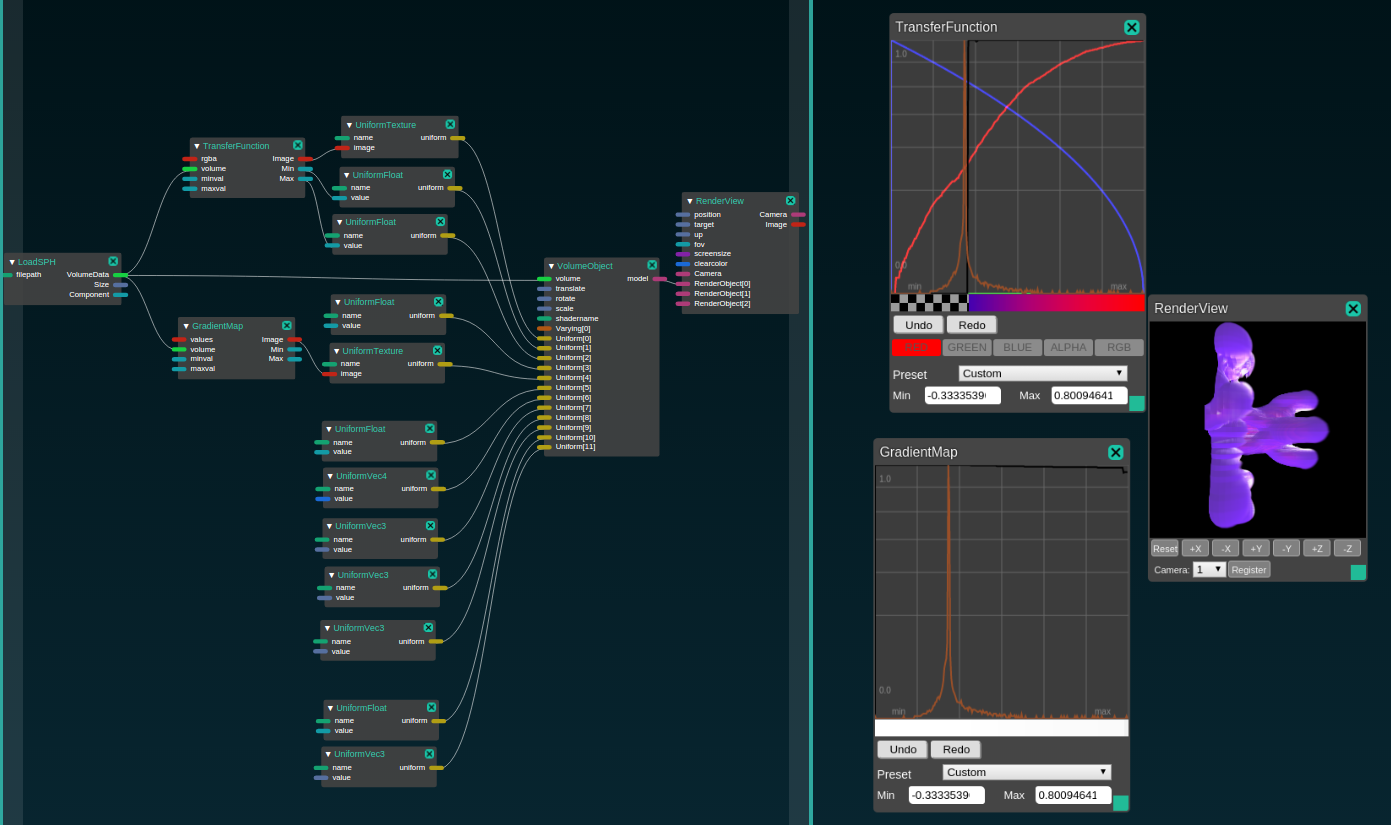 UniformTexture
name uniform
image
TransferFunction
rgba Image
volume Min
minval Max
maxval
UniformFloat
name uniform
value
UniformFloat
name uniform
value
LoadSPH
filepath VolumeData
Size
Component
UniformFloat
name uniform
value
GradientMap
values Image
volume Min
minval Max
maxval
UniformTexture
name uniform
image
UniformFloat
name uniform
value
UniformVec4
name uniform
value
UniformVec3
name uniform
value
UniformVec3
name uniform
value
UniformVec3
name uniform
value
UniformFloat
name uniform
value
UniformVec3
name uniform
value
VolumeObject
volume model
translate
rotate
scale
shadername
Varying[0]
Uniform[0]
Uniform[1]
Uniform[2]
Uniform[3]
Uniform[4]
Uniform[5]
Uniform[6]
Uniform[7]
Uniform[8]
Uniform[9]
Uniform[10]
Uniform[11]
RenderView
position Camera
target Image
up
fov
screensize
clearcolor
Camera
RenderObject[0]
RenderObject[1]
RenderObject[2]
TransferFunction
1.0
0.0
min max
Undo Redo
GREEN BLUE ALPHA RGB
Preset Custom
Min -0.3333539 Max 0.80094641
GradientMap
1.0
0.0
min max
Undo Redo
Preset Custom
Min -0.3333539 Max 0.80094641
RenderView
Reset +X -X +Y -Y +Z -Z
Camera: 1 Register